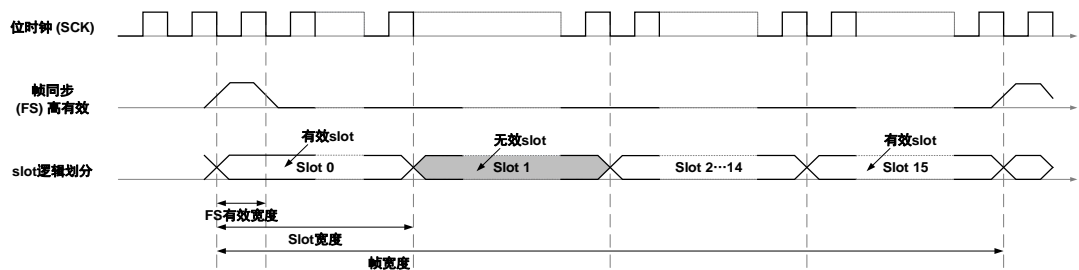 位时钟 (SCK)
帧同步
(FS) 高有效
有效slot
无效slot
有效slot
slot逻辑划分
Slot 0
Slot 1
Slot 2…14
Slot 15
FS有效宽度
Slot宽度
帧宽度